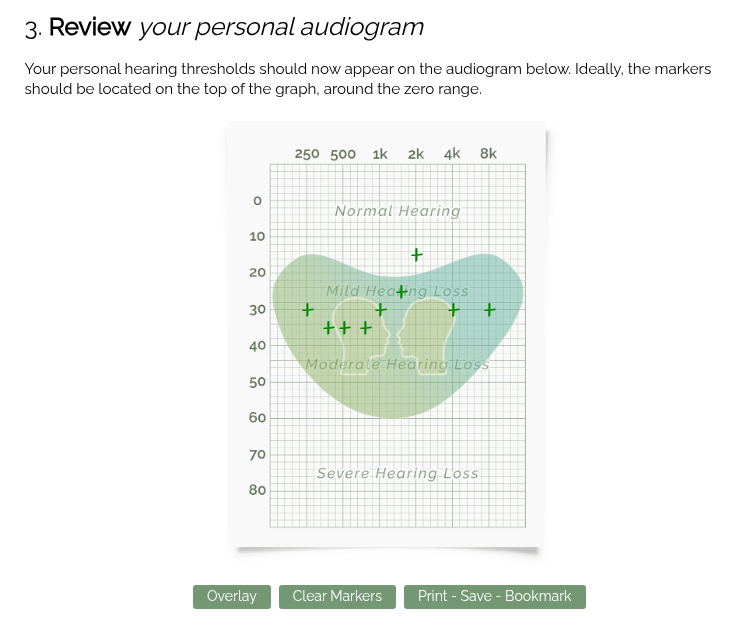 3. Review your personal audiogram
Your personal hearing thresholds should now appear on the audiogram below. Ideally, the markers
should be located on the top of the graph, around the zero range.
250 500 1k 2k 4k 8k
0
Normal Hearing
10
20
Mild Hearing Loss
30
40
Moderate Hearing Loss
50
60
70
Severe Hearing Loss
80
Overlay Clear Markers Print - Save - Bookmark